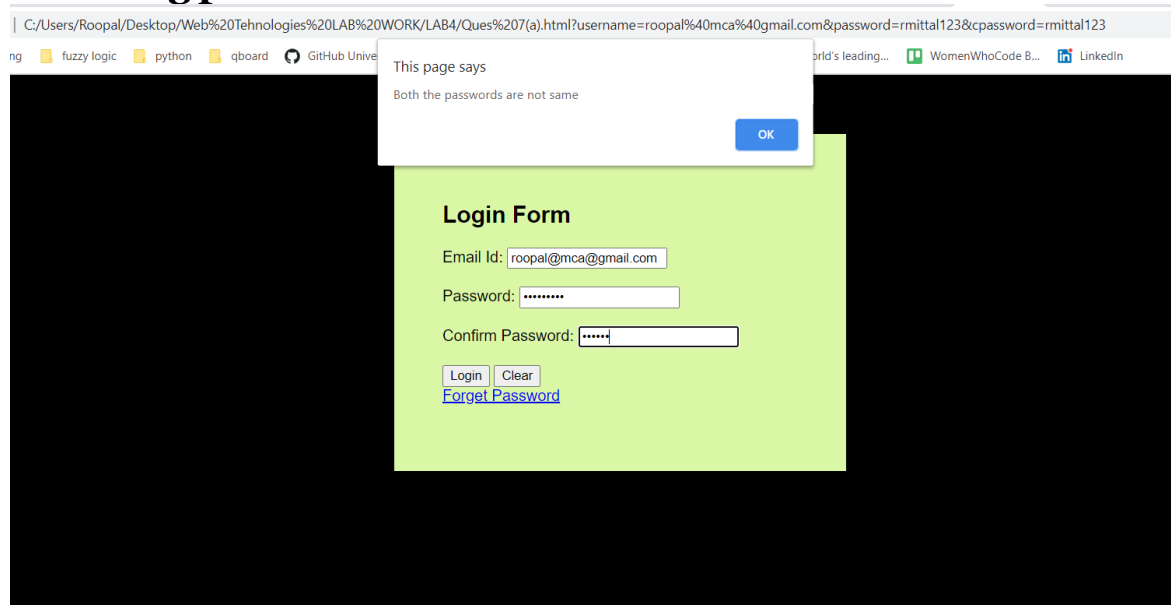 C:/Users/Roopal/Desktop/Web%20Tehnologies%20LAB%20WORK/LAB4/Ques%207(a).html?username=roopal%40mca%40gmail.com&password=rmittal123&cpassword=rmittal123
ng fuzzy logic python qboard GitHub Unive orld's leading... WomenWhoCode B... LinkedIn
This page says
Both the passwords are not same
OK
Login Form
Email Id: roopal@mca@gmail.com
Password: •••••••••
Confirm Password: ••••••
Login Clear
Forget Password